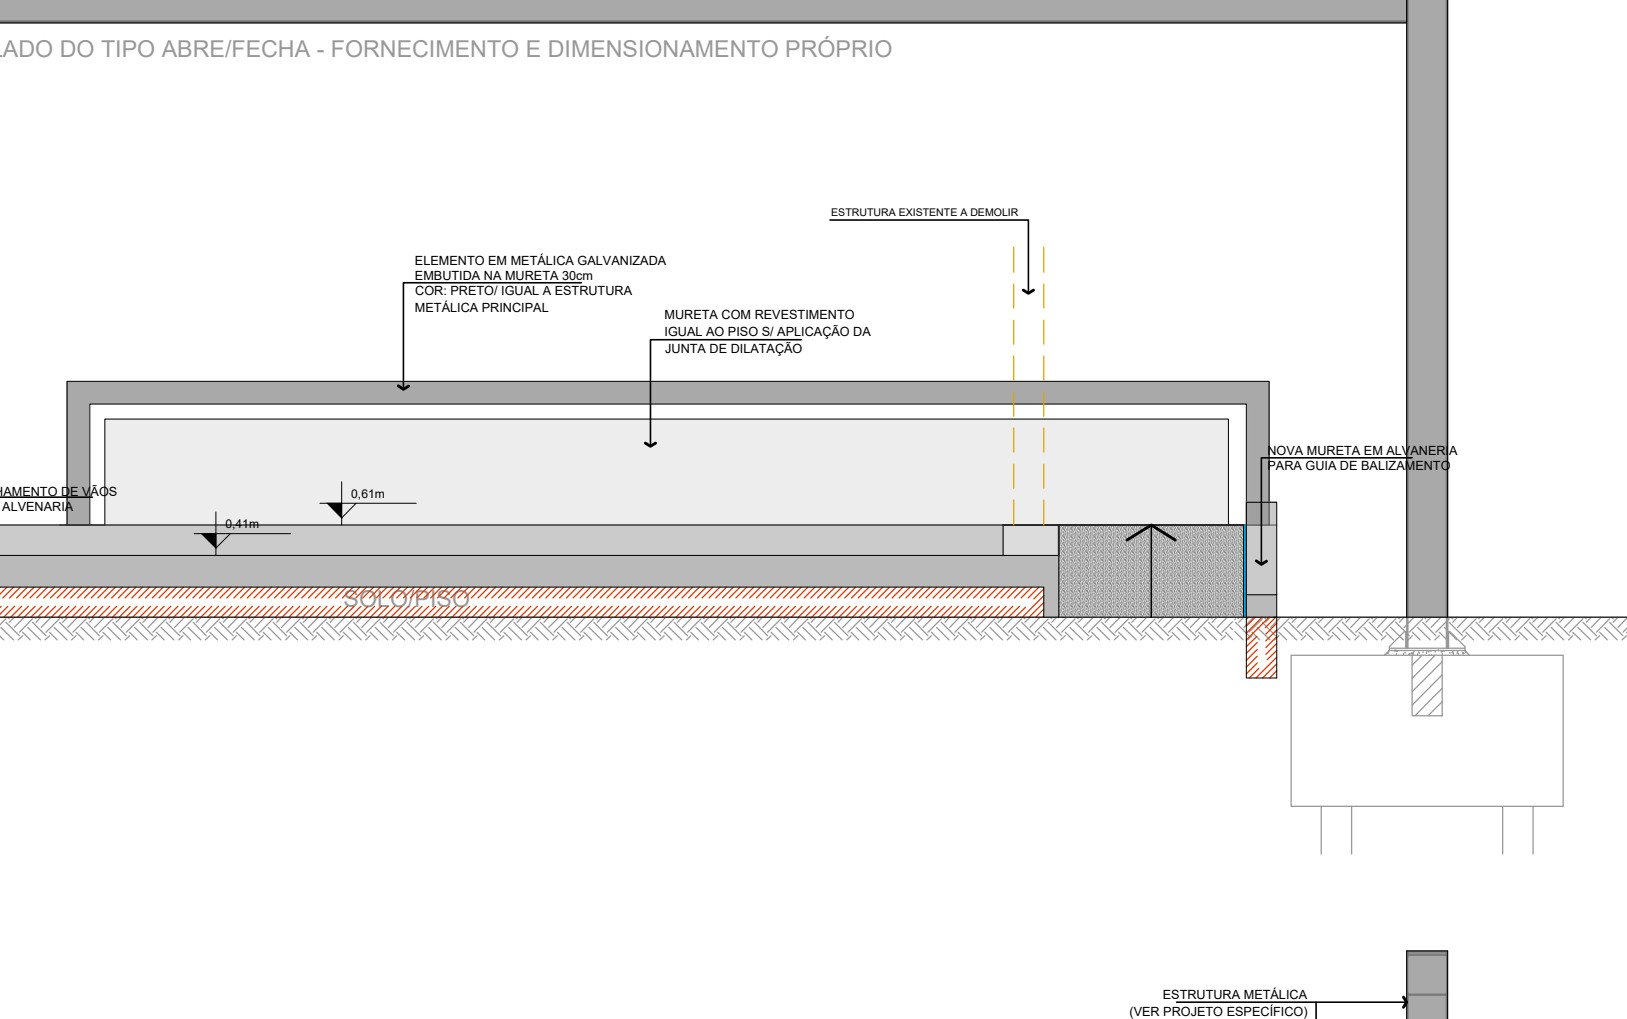 LADO DO TIPO ABRE/FECHA - FORNECIMENTO E DIMENSIONAMENTO PRÓPRIO
ESTRUTURA EXISTENTE A DEMOLIR
ELEMENTO EM METÁLICA GALVANIZADA
EMBUTIDA NA MURETA 30cm
COR: PRETO/ IGUAL A ESTRUTURA
METÁLICA PRINCIPAL
MURETA COM REVESTIMENTO
IGUAL AO PISO S/ APLICAÇÃO DA
JUNTA DE DILATAÇÃO
NOVA MURETA EM ALVANERIA
PARA GUIA DE BALIZAMENTO
HAMENTO DE VÃOS
ALVENARIA
0,61m
0,41m
SOLO/PISO
ESTRUTURA METÁLICA
(VER PROJETO ESPECÍFICO)